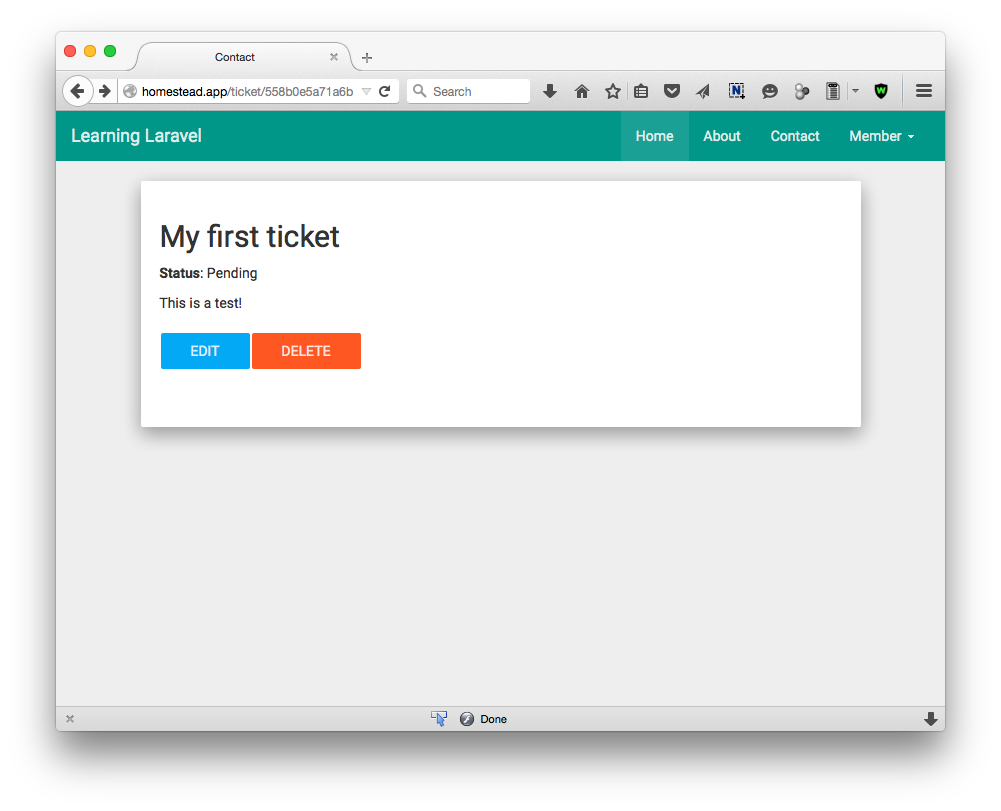 Contact
homestead.app/ticket/558b0e5a71a6b
Search
N
W
Learning Laravel
Home
About
Contact
Member
My first ticket
Status: Pending
This is a test!
EDIT
DELETE
Done